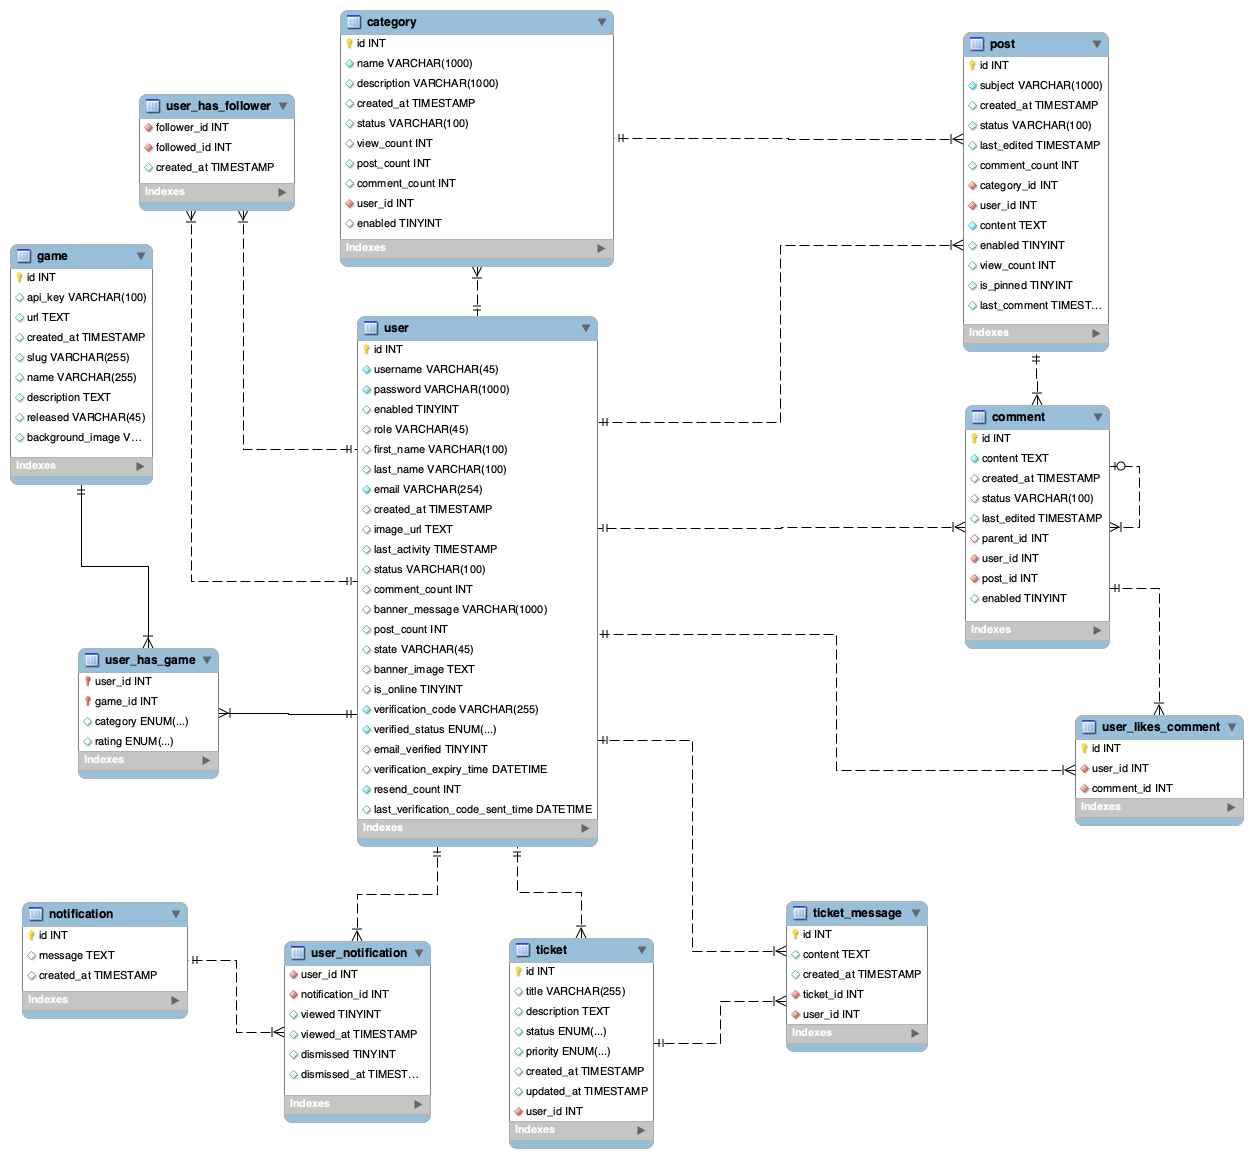 category
id INT
name VARCHAR(1000)
description VARCHAR(1000)
created_at TIMESTAMP
status VARCHAR(100)
view_count INT
post_count INT
comment_count INT
user_id INT
enabled TINYINT
Indexes
post
id INT
subject VARCHAR(1000)
created_at TIMESTAMP
status VARCHAR(100)
last_edited TIMESTAMP
comment_count INT
category_id INT
user_id INT
content TEXT
enabled TINYINT
view_count INT
is_pinned TINYINT
last_comment TIMEST...
Indexes
user_has_follower
follower_id INT
followed_id INT
created_at TIMESTAMP
Indexes
game
id INT
api_key VARCHAR(100)
url TEXT
created_at TIMESTAMP
slug VARCHAR(255)
name VARCHAR(255)
description TEXT
released VARCHAR(45)
background_image V...
Indexes
user
id INT
username VARCHAR(45)
password VARCHAR(1000)
enabled TINYINT
role VARCHAR(45)
first_name VARCHAR(100)
last_name VARCHAR(100)
email VARCHAR(254)
created_at TIMESTAMP
image_url TEXT
last_activity TIMESTAMP
status VARCHAR(100)
comment_count INT
banner_message VARCHAR(1000)
post_count INT
state VARCHAR(45)
banner_image TEXT
is_online TINYINT
verification_code VARCHAR(255)
verified_status ENUM(...)
email_verified TINYINT
verification_expiry_time DATETIME
resend_count INT
last_verification_code_sent_time DATETIME
Indexes
comment
id INT
content TEXT
created_at TIMESTAMP
status VARCHAR(100)
last_edited TIMESTAMP
parent_id INT
user_id INT
post_id INT
enabled TINYINT
Indexes
user_has_game
user_id INT
game_id INT
category ENUM(...)
rating ENUM(...)
Indexes
user_likes_comment
id INT
user_id INT
comment_id INT
Indexes
notification
id INT
message TEXT
created_at TIMESTAMP
Indexes
user_notification
user_id INT
notification_id INT
viewed TINYINT
viewed_at TIMESTAMP
dismissed TINYINT
dismissed_at TIMEST...
Indexes
ticket
id INT
title VARCHAR(255)
description TEXT
status ENUM(...)
priority ENUM(...)
created_at TIMESTAMP
updated_at TIMESTAMP
user_id INT
Indexes
ticket_message
id INT
content TEXT
created_at TIMESTAMP
ticket_id INT
user_id INT
Indexes